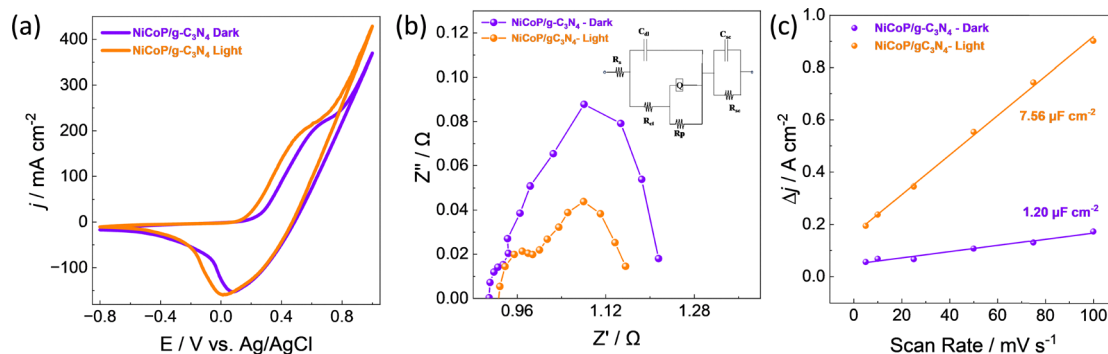 (a)
NiCoP/g-C₃N₄ Dark
NiCoP/g-C₃N₄ Light
400
300
200
100
0
−100
j / mA cm⁻²
−0.8
−0.4
0.0
0.4
0.8
E / V vs. Ag/AgCl
(b)
NiCoP/g-C₃N₄ - Dark
NiCoP/gC₃N₄- Light
0.12
0.10
0.08
0.06
0.04
0.02
0.00
Z'' / Ω
0.96
1.12
1.28
Z' / Ω
Rₛ
C_dl
R_ct
Q
Rp
C_sc
R_sc
(c)
NiCoP/g-C₃N₄ - Dark
NiCoP/gC₃N₄- Light
1.0
0.8
0.6
0.4
0.2
0.0
Δj / A cm⁻²
7.56 µF cm⁻²
1.20 µF cm⁻²
0
20
40
60
80
100
Scan Rate / mV s⁻¹